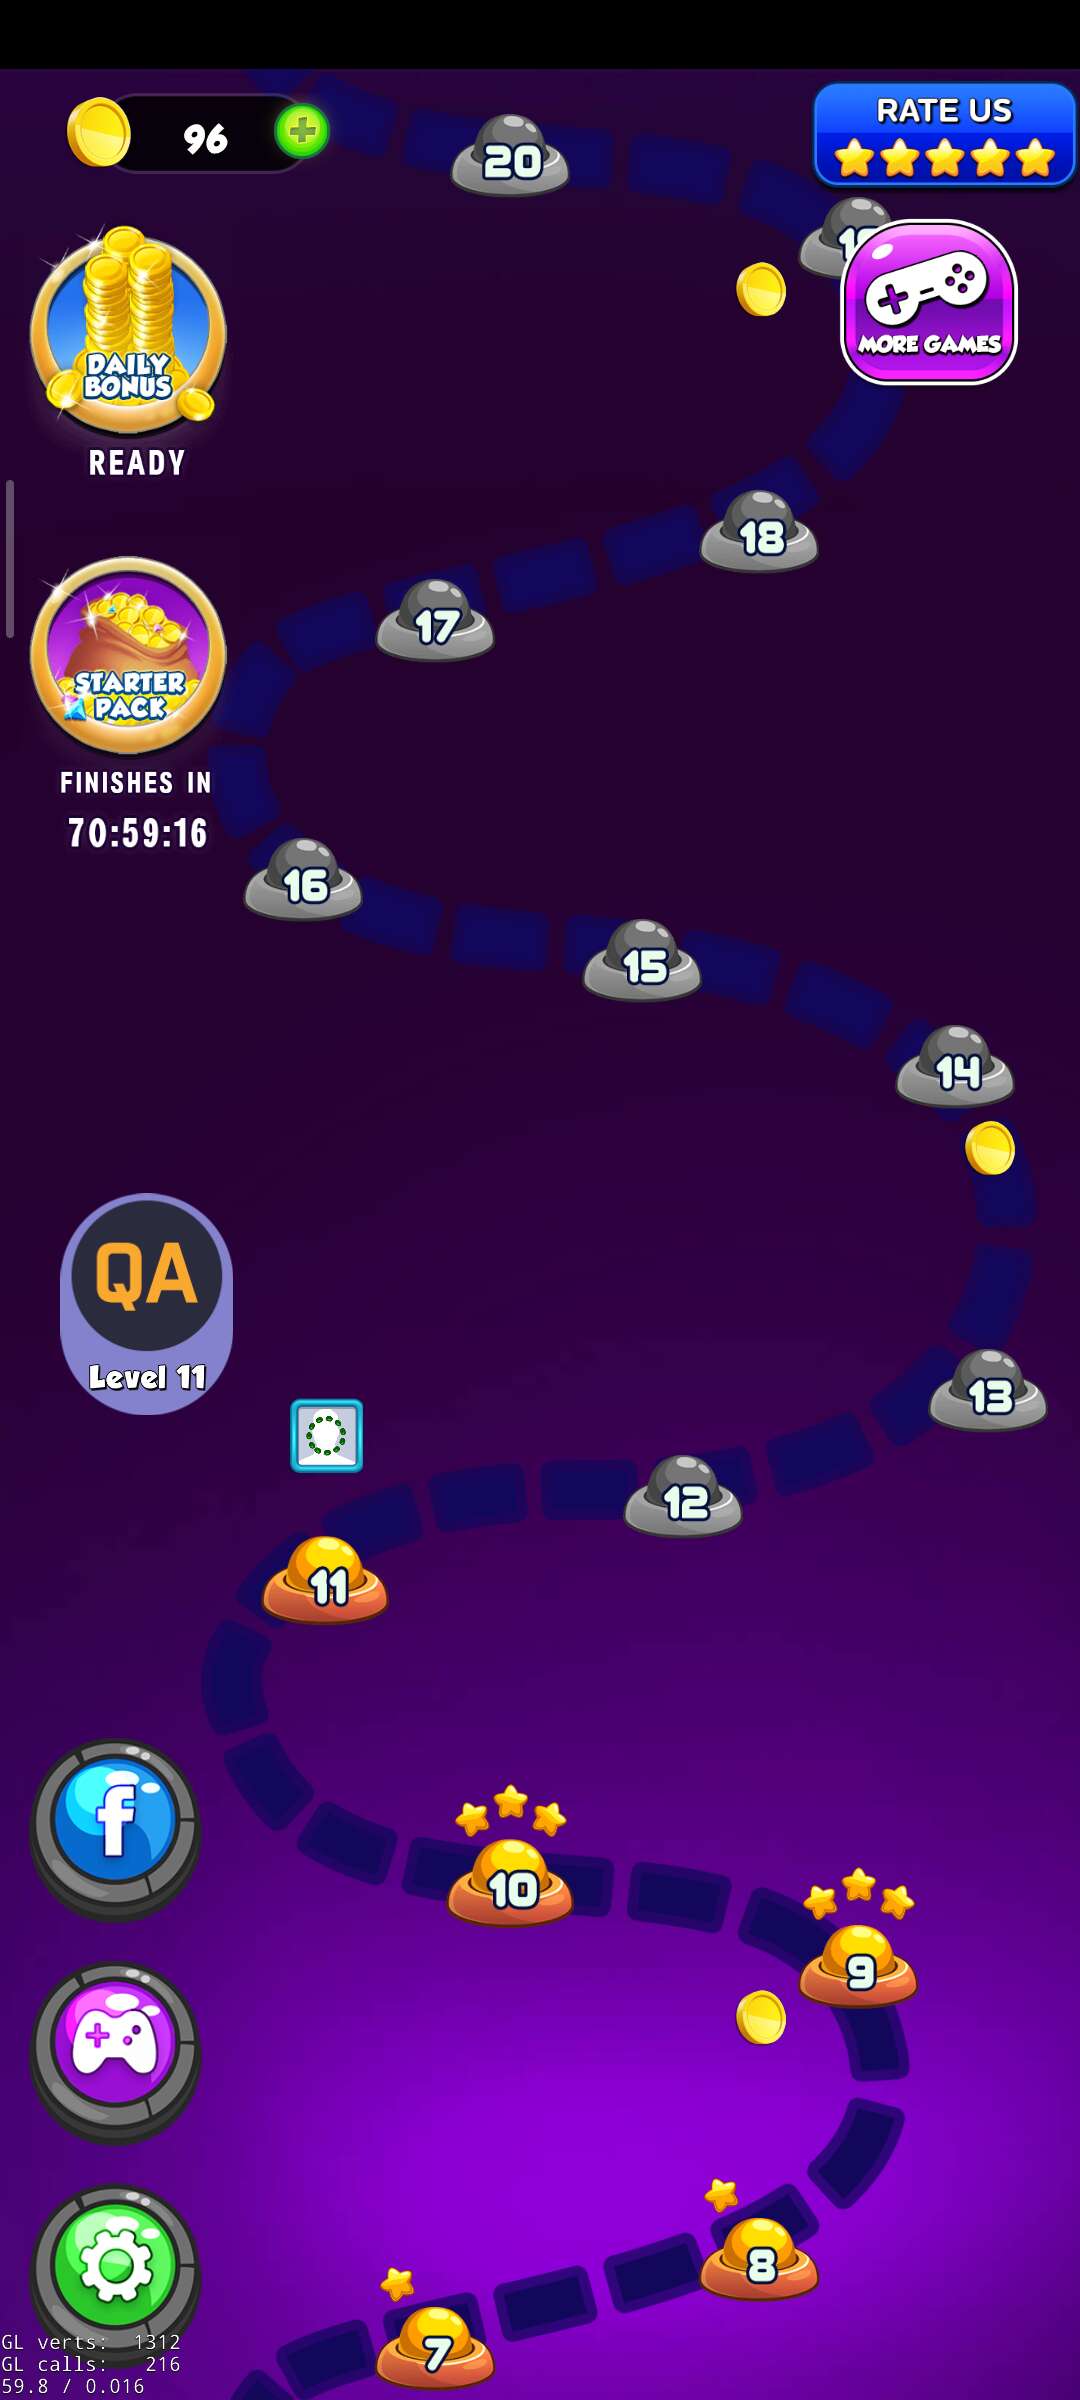 96
RATE US
20
MORE GAMES
DAILY
BONUS
READY
18
17
STARTER
PACK
FINISHES IN
70:59:16
16
15
14
QA
Level 11
13
12
11
10
9
f
8
7
GL verts: 1312
GL calls: 216
59.8 / 0.016